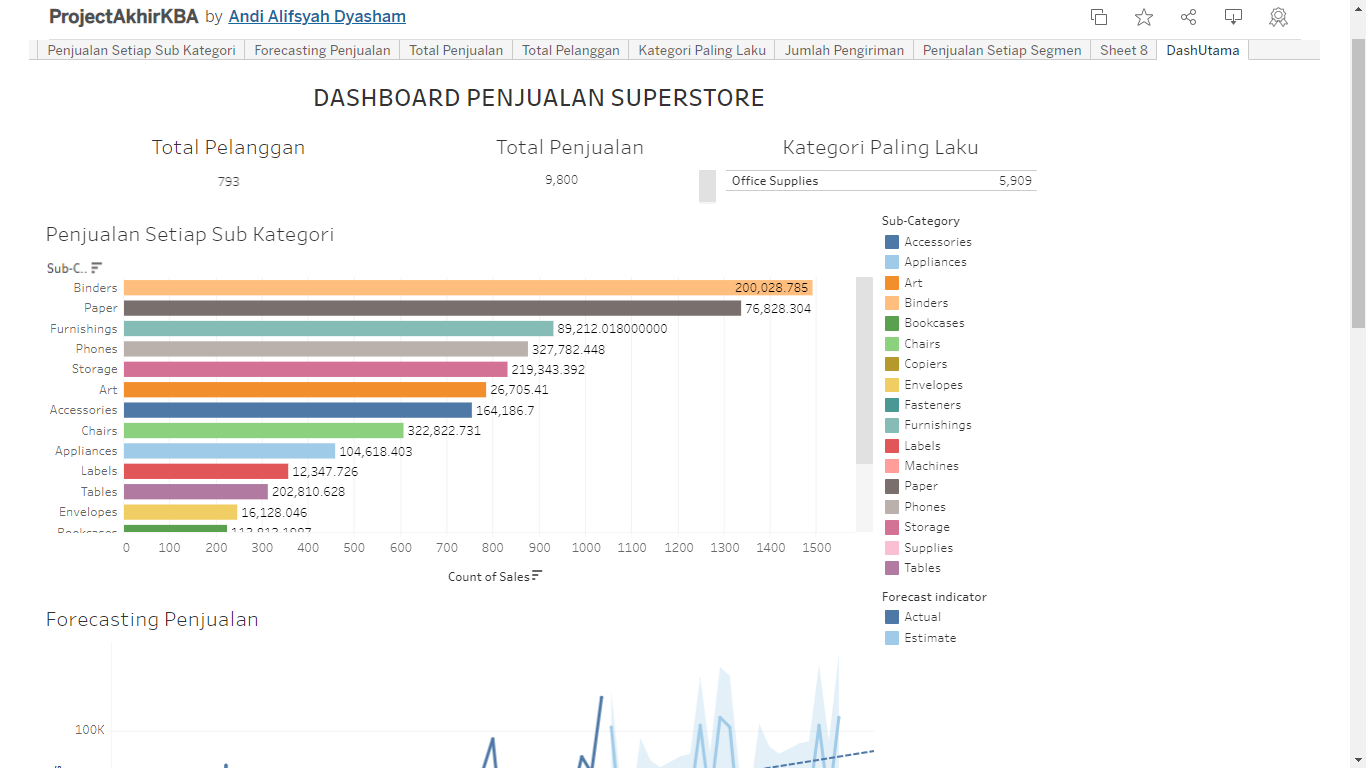 ProjectAkhirKBA by Andi Alifsyah Dyasham
Penjualan Setiap Sub Kategori Forecasting Penjualan Total Penjualan Total Pelanggan Kategori Paling Laku Jumlah Pengiriman Penjualan Setiap Segmen Sheet 8 DashUtama
DASHBOARD PENJUALAN SUPERSTORE
Total Pelanggan Total Penjualan Kategori Paling Laku
793 9,800 Office Supplies 5,909
Penjualan Setiap Sub Kategori
Sub-C..
Binders 200,028.785
Paper 76,828.304
Furnishings 89,212.018000000
Phones 327,782.448
Storage 219,343.392
Art 26,705.41
Accessories 164,186.7
Chairs 322,822.731
Appliances 104,618.403
Labels 12,347.726
Tables 202,810.628
Envelopes 16,128.046
Bookcases
0 100 200 300 400 500 600 700 800 900 1000 1100 1200 1300 1400 1500
Count of Sales
Sub-Category
Accessories
Appliances
Art
Binders
Bookcases
Chairs
Copiers
Envelopes
Fasteners
Furnishings
Labels
Machines
Paper
Phones
Storage
Supplies
Tables
Forecast indicator
Actual
Estimate
Forecasting Penjualan
100K